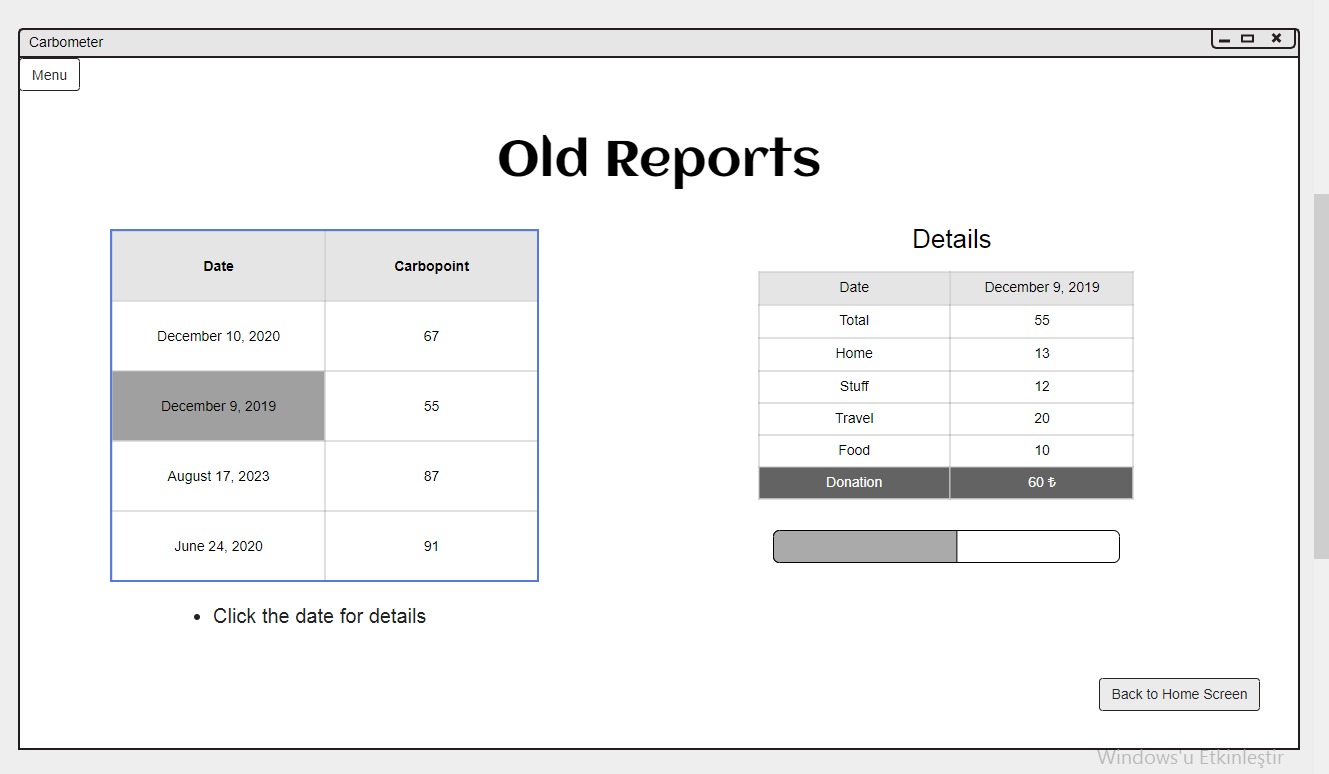 Carbometer
Menu
Old Reports
Date Carbopoint
December 10, 2020 67
December 9, 2019 55
August 17, 2023 87
June 24, 2020 91
• Click the date for details
Details
Date December 9, 2019
Total 55
Home 13
Stuff 12
Travel 20
Food 10
Donation 60 ₺
Back to Home Screen
Windows'u Etkinleştir